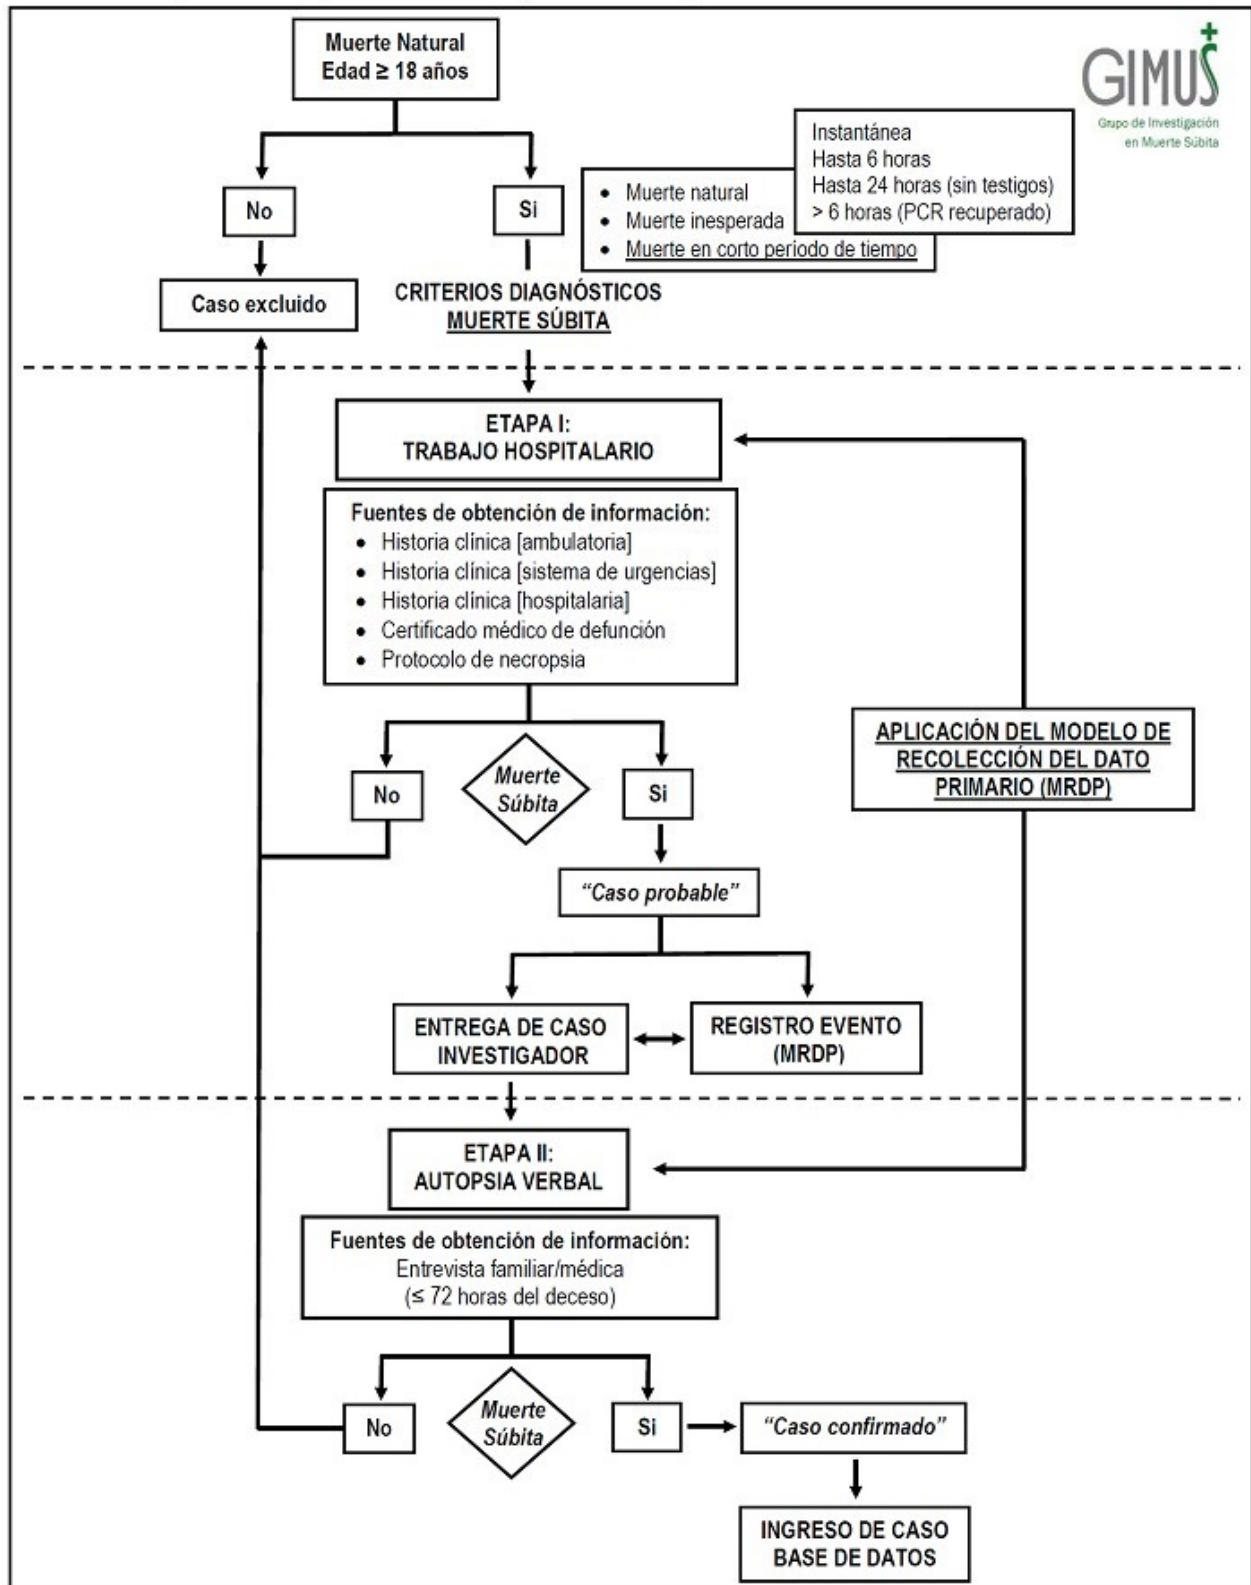 Muerte Natural
Edad ≥ 18 años
GIMUS
Grupo de Investigación
en Muerte Súbita
No
Si
• Muerte natural
• Muerte inesperada
• Muerte en corto periodo de tiempo
Instantánea
Hasta 6 horas
Hasta 24 horas (sin testigos)
> 6 horas (PCR recuperado)
Caso excluido
CRITERIOS DIAGNÓSTICOS
MUERTE SÚBITA
ETAPA I:
TRABAJO HOSPITALARIO
Fuentes de obtención de información:
• Historia clínica [ambulatoria]
• Historia clínica [sistema de urgencias]
• Historia clínica [hospitalaria]
• Certificado médico de defunción
• Protocolo de necropsia
APLICACIÓN DEL MODELO DE
RECOLECCIÓN DEL DATO
PRIMARIO (MRDP)
No
Muerte
Súbita
Si
“Caso probable”
ENTREGA DE CASO
INVESTIGADOR
REGISTRO EVENTO
(MRDP)
ETAPA II:
AUTOPSIA VERBAL
Fuentes de obtención de información:
Entrevista familiar/médica
(≤ 72 horas del deceso)
No
Muerte
Súbita
Si
“Caso confirmado”
INGRESO DE CASO
BASE DE DATOS